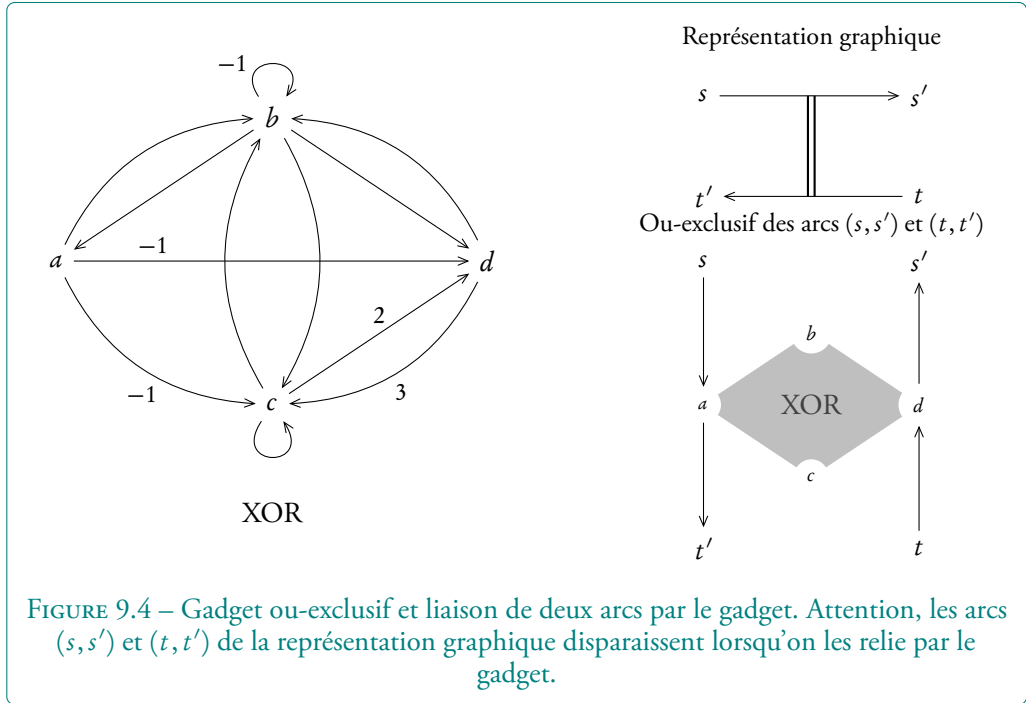 Représentation graphique
−1
s s′
b
t′ t
Ou-exclusif des arcs (s, s′) et (t, t′)
−1
a d
s s′
2
b
−1 3
c
a XOR d
c
XOR
t′ t
FIGURE 9.4 – Gadget ou-exclusif et liaison de deux arcs par le gadget. Attention, les arcs
(s, s′) et (t, t′) de la représentation graphique disparaissent lorsqu'on les relie par le
gadget.